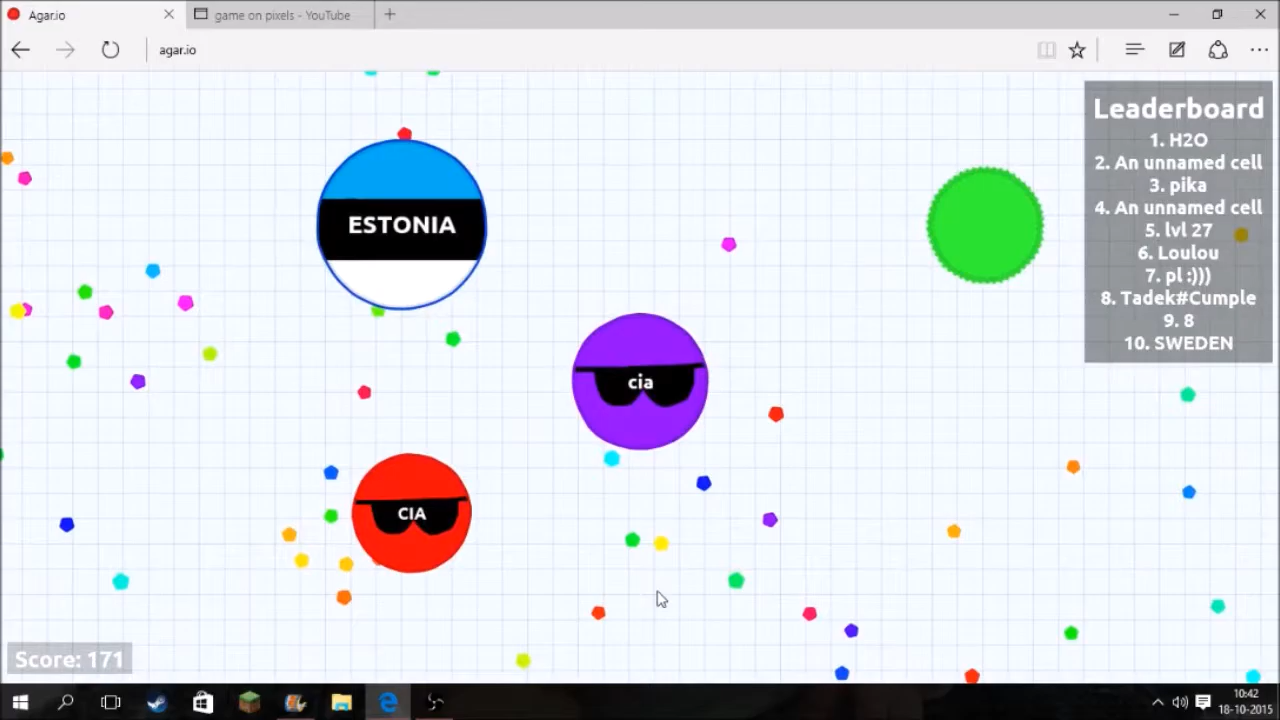 Agar.io
game on pixels - YouTube
agar.io
Leaderboard
1. H2O
2. An unnamed cell
3. pika
4. An unnamed cell
5. lvl 27
6. Loulou
7. pl :)))
8. Tadek#Cumple
9. 8
10. SWEDEN
ESTONIA
cia
CIA
Score: 171
10:42
18-10-2015